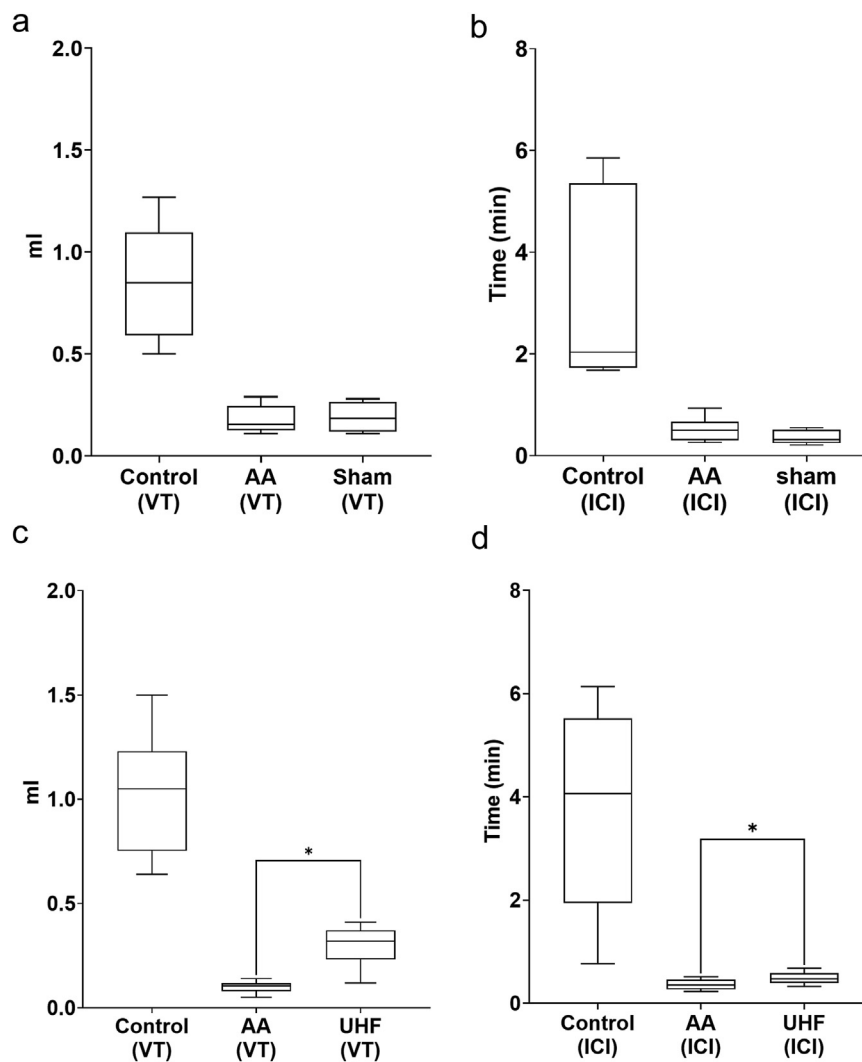 a
2.0
1.5
1.0
0.5
0.0
ml
Control
(VT)
AA
(VT)
Sham
(VT)
b
8
6
4
2
0
Time (min)
Control
(ICI)
AA
(ICI)
sham
(ICI)
c
2.0
1.5
1.0
0.5
0.0
ml
*
Control
(VT)
AA
(VT)
UHF
(VT)
d
8
6
4
2
0
Time (min)
*
Control
(ICI)
AA
(ICI)
UHF
(ICI)